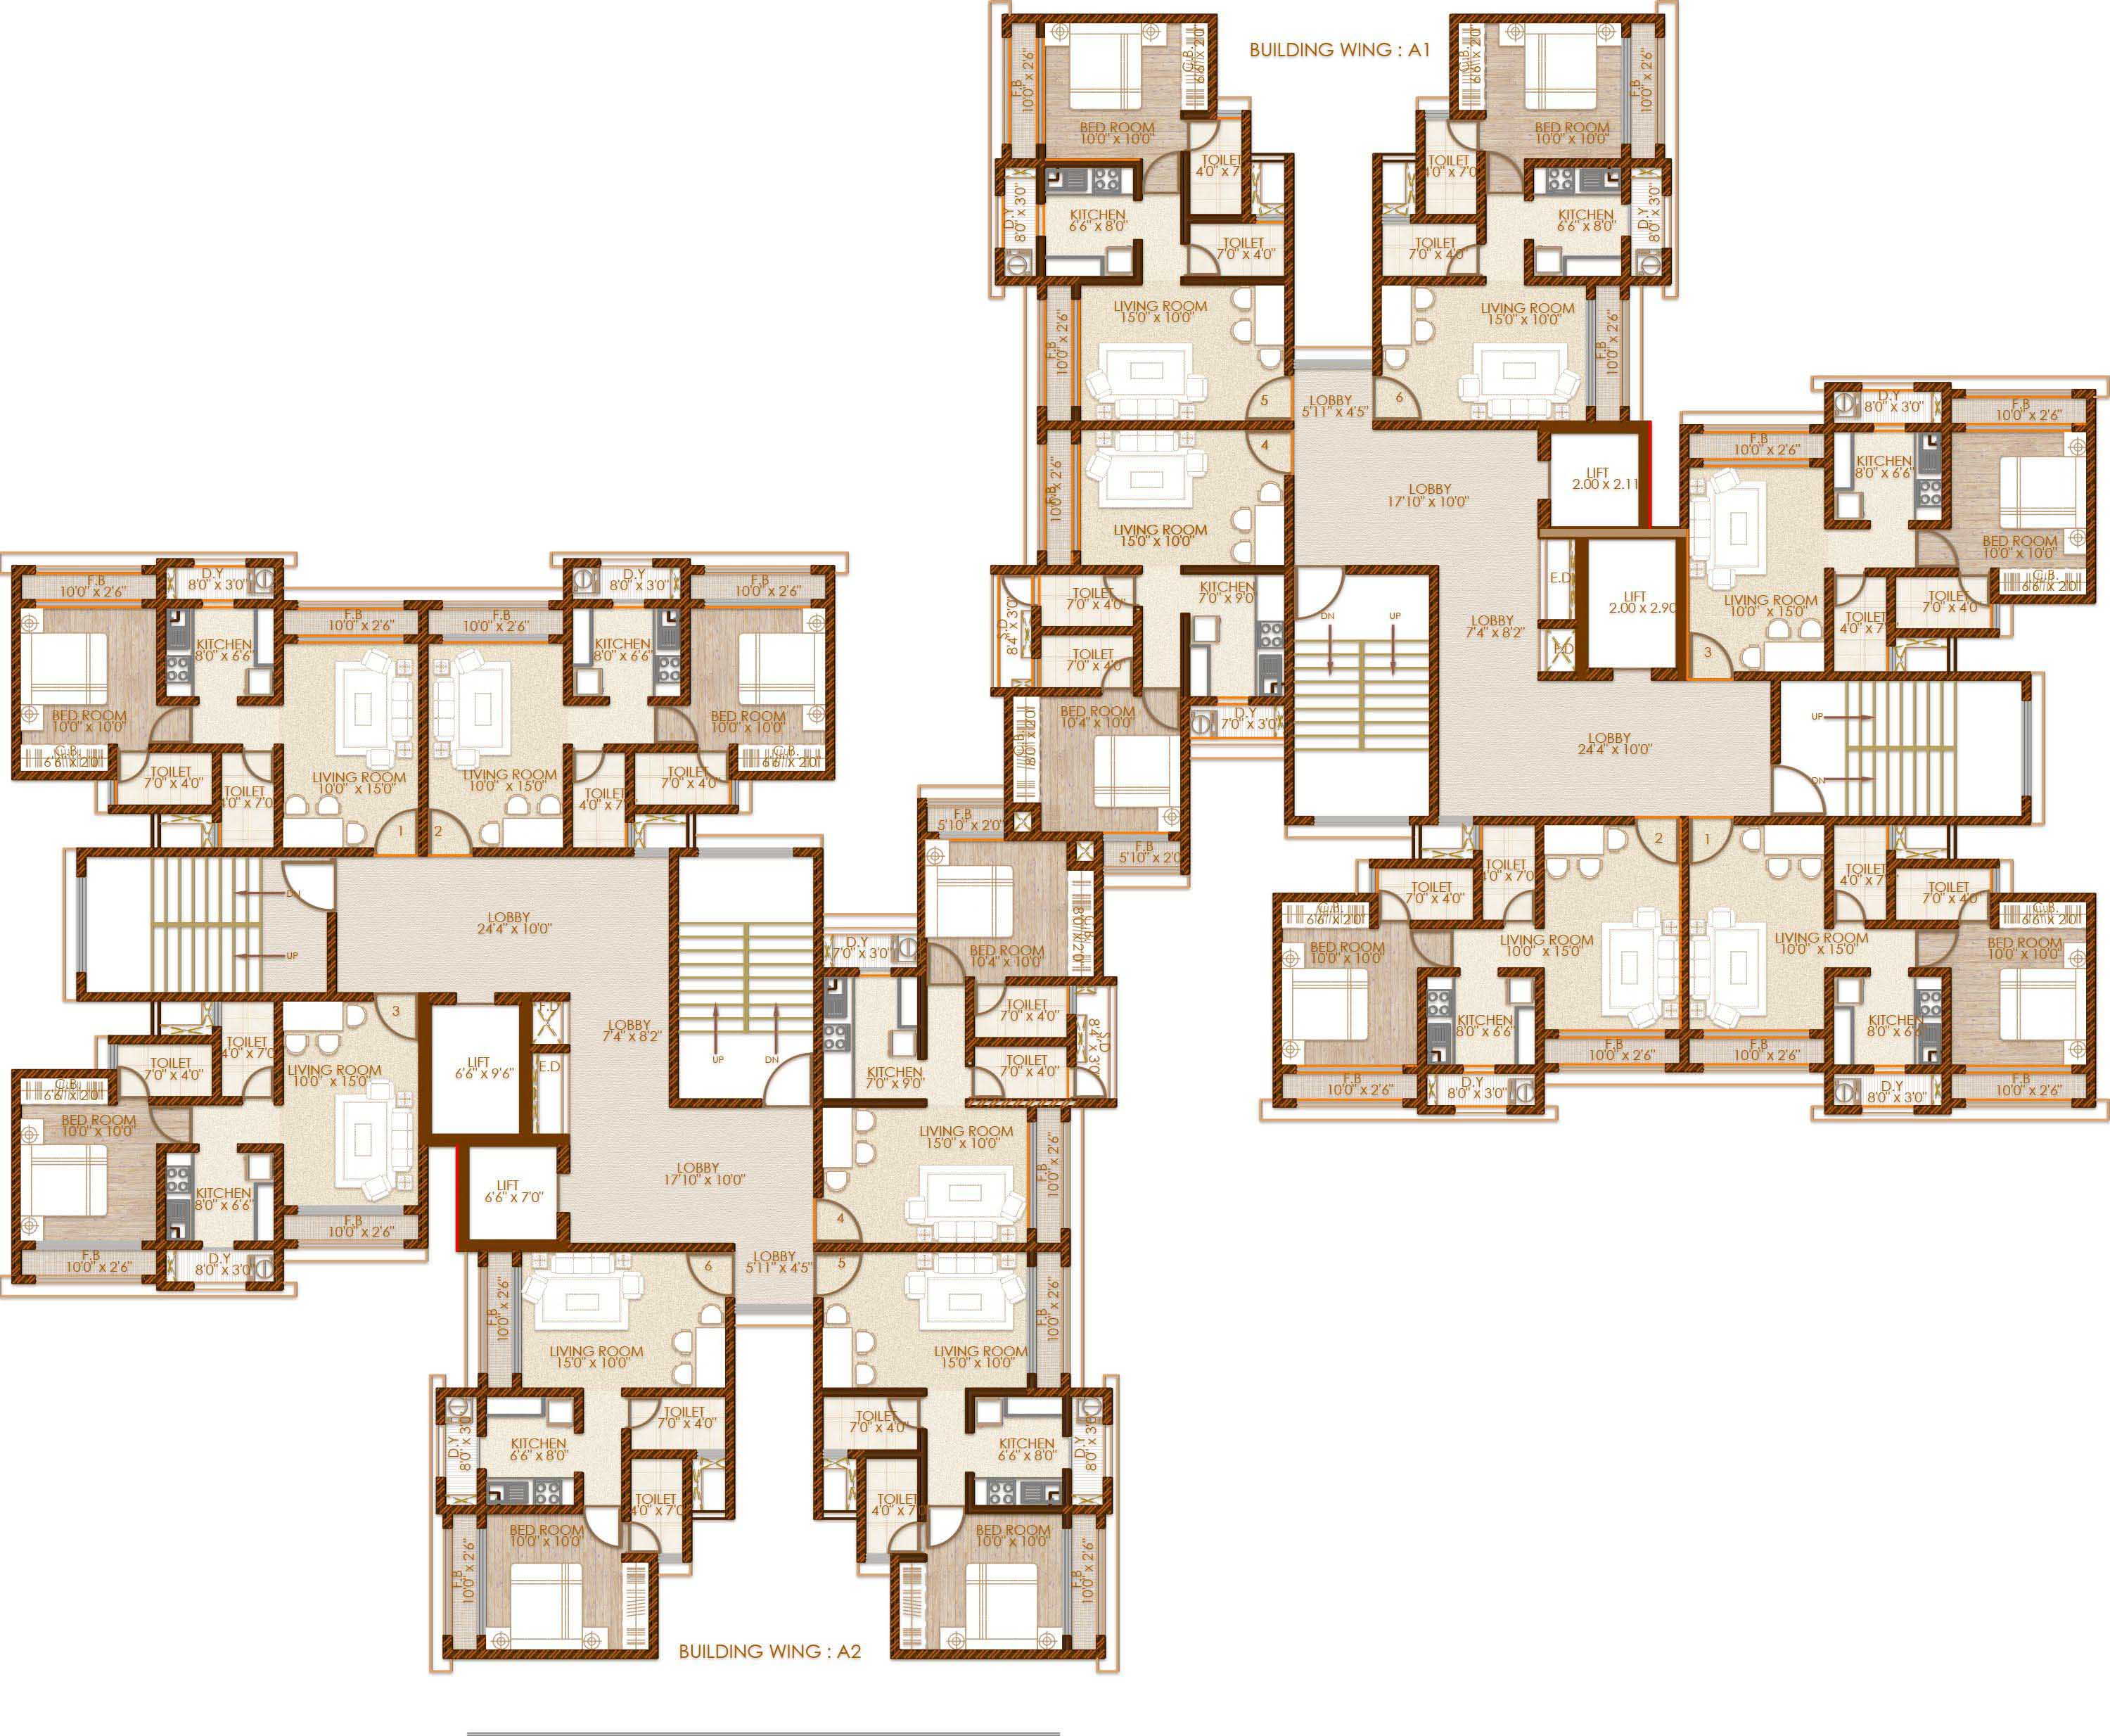 BUILDING WING : A1
F.B
10'0" x 2'6"
BED ROOM
10'0" x 10'0"
C.B.
6'6" x 2'0"
TOILET
4'0" x 7'
D.Y
8'0" x 3'0"
KITCHEN
6'6" x 8'0"
TOILET
7'0" x 4'0"
LIVING ROOM
15'0" x 10'0"
F.B
10'0" x 2'6"
5
C.B.
6'6" x 2'0"
BED ROOM
10'0" x 10'0"
F.B
10'0" x 2'6"
TOILET
4'0" x 7'0
KITCHEN
6'6" x 8'0"
D.Y
8'0" x 3'0"
TOILET
7'0" x 4'0"
LIVING ROOM
15'0" x 10'0"
F.B
10'0" x 2'6"
6
LOBBY
5'11" x 4'5"
4
F.B
10'0" x 2'6"
LIVING ROOM
15'0" x 10'0"
LOBBY
17'10" x 10'0"
LIFT
2.00 x 2.11
E.D
LIFT
2.00 x 2.90
F.D
LOBBY
7'4" x 8'2"
DN
UP
S.D
8'4" x 3'0"
TOILET
7'0" x 4'0"
TOILET
7'0" x 4'0"
KITCHEN
7'0" x 9'0"
D.Y
7'0" x 3'0"
BED ROOM
10'4" x 10'0"
C.B.
8'0" x 2'0"
F.B
5'10" x 2'0
F.B
10'0" x 2'6"
D.Y
8'0" x 3'0"
F.B
10'0" x 2'6"
KITCHEN
8'0" x 6'6"
BED ROOM
10'0" x 10'0"
C.B.
6'6" x 2'0"
LIVING ROOM
10'0" x 15'0"
TOILET
4'0" x 7'
TOILET
7'0" x 4'0
3
LOBBY
24'4" x 10'0"
UP
DN
2
1
TOILET
7'0" x 4'0"
TOILET
4'0" x 7'0
C.B.
6'6" x 2'0"
BED ROOM
10'0" x 10'0"
LIVING ROOM
10'0" x 15'0"
KITCHEN
8'0" x 6'6"
F.B
10'0" x 2'6"
F.B
10'0" x 2'6"
D.Y
8'0" x 3'0"
TOILET
4'0" x 7'
TOILET
7'0" x 4'0"
C.B.
6'6" x 2'0"
LIVING ROOM
10'0" x 15'0"
BED ROOM
10'0" x 10'0"
KITCHEN
8'0" x 6'6
F.B
10'0" x 2'6"
D.Y
8'0" x 3'0"
F.B
10'0" x 2'6"
F.B
10'0" x 2'6"
D.Y
8'0" x 3'0"
F.B
10'0" x 2'6"
KITCHEN
8'0" x 6'6"
BED ROOM
10'0" x 10'0"
C.B.
6'6" x 2'0"
TOILET
7'0" x 4'0"
TOILET
4'0" x 7'0
LIVING ROOM
10'0" x 15'0"
1
F.B
10'0" x 2'6"
D.Y
8'0" x 3'0"
F.B
10'0" x 2'6"
KITCHEN
8'0" x 6'6"
BED ROOM
10'0" x 10'0"
LIVING ROOM
10'0" x 15'0"
C.B.
6'6" x 2'0"
TOILET
7'0" x 4'0"
TOILET
4'0" x 7'
2
DN
UP
LOBBY
24'4" x 10'0"
3
TOILET
4'0" x 7'0
TOILET
7'0" x 4'0"
C.B.
6'6" x 2'0"
LIVING ROOM
10'0" x 15'0"
BED ROOM
10'0" x 10'0"
KITCHEN
8'0" x 6'6"
F.B
10'0" x 2'6"
F.B
10'0" x 2'6"
D.Y
8'0" x 3'0
LIFT
6'6" x 9'6"
F.D
E.D
LIFT
6'6" x 7'0"
LOBBY
7'4" x 8'2"
UP
DN
LOBBY
17'10" x 10'0"
F.B
5'10" x 2'0"
D.Y
7'0" x 3'0"
BED ROOM
10'4" x 10'0"
C.B.
8'0" x 2'0"
KITCHEN
7'0" x 9'0"
TOILET
7'0" x 4'0"
TOILET
7'0" x 4'0"
S.D
8'4" x 3'0"
LIVING ROOM
15'0" x 10'0"
F.B
10'0" x 2'6"
4
LOBBY
5'11" x 4'5"
6
F.B
10'0" x 2'6"
LIVING ROOM
15'0" x 10'0"
TOILET
7'0" x 4'0"
D.Y
8'0" x 3'0
KITCHEN
6'6" x 8'0"
TOILET
4'0" x 7'0
BED ROOM
10'0" x 10'0"
F.B
10'0" x 2'6"
5
F.B
10'0" x 2'6"
LIVING ROOM
15'0" x 10'0"
TOILET
7'0" x 4'0"
KITCHEN
6'6" x 8'0"
D.Y
8'0" x 3'0
TOILET
4'0" x 7'
BED ROOM
10'0" x 10'0"
F.B
10'0" x 2'6"
BUILDING WING : A2